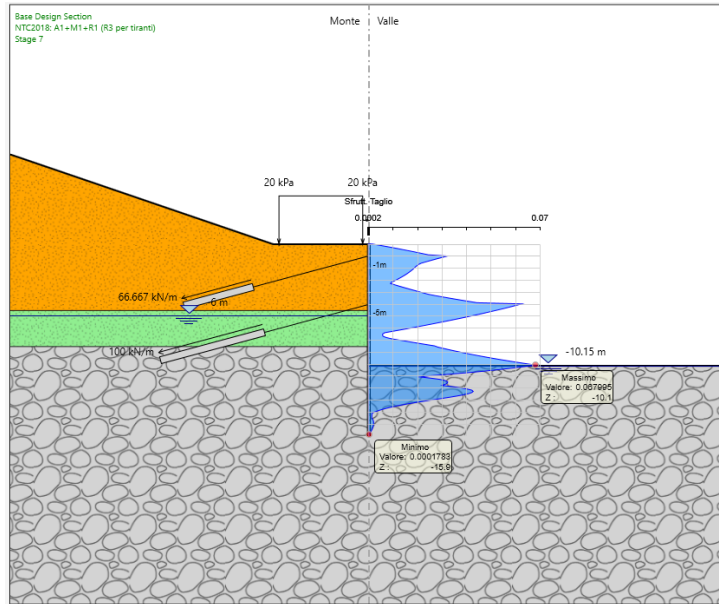 Base Design Section
NTC2018: A1+M1+R1 (R3 per tiranti)
Stage 7
Monte
Valle
20 kPa
20 kPa
Sfrutt. Taglio
0.0002
0.07
-1m
66.667 kN/m
6 m
-5m
100 kN/m
-10.15 m
Massimo
Valore: 0.067995
Z : -10.1
Minimo
Valore: 0.0001783
Z : -15.9